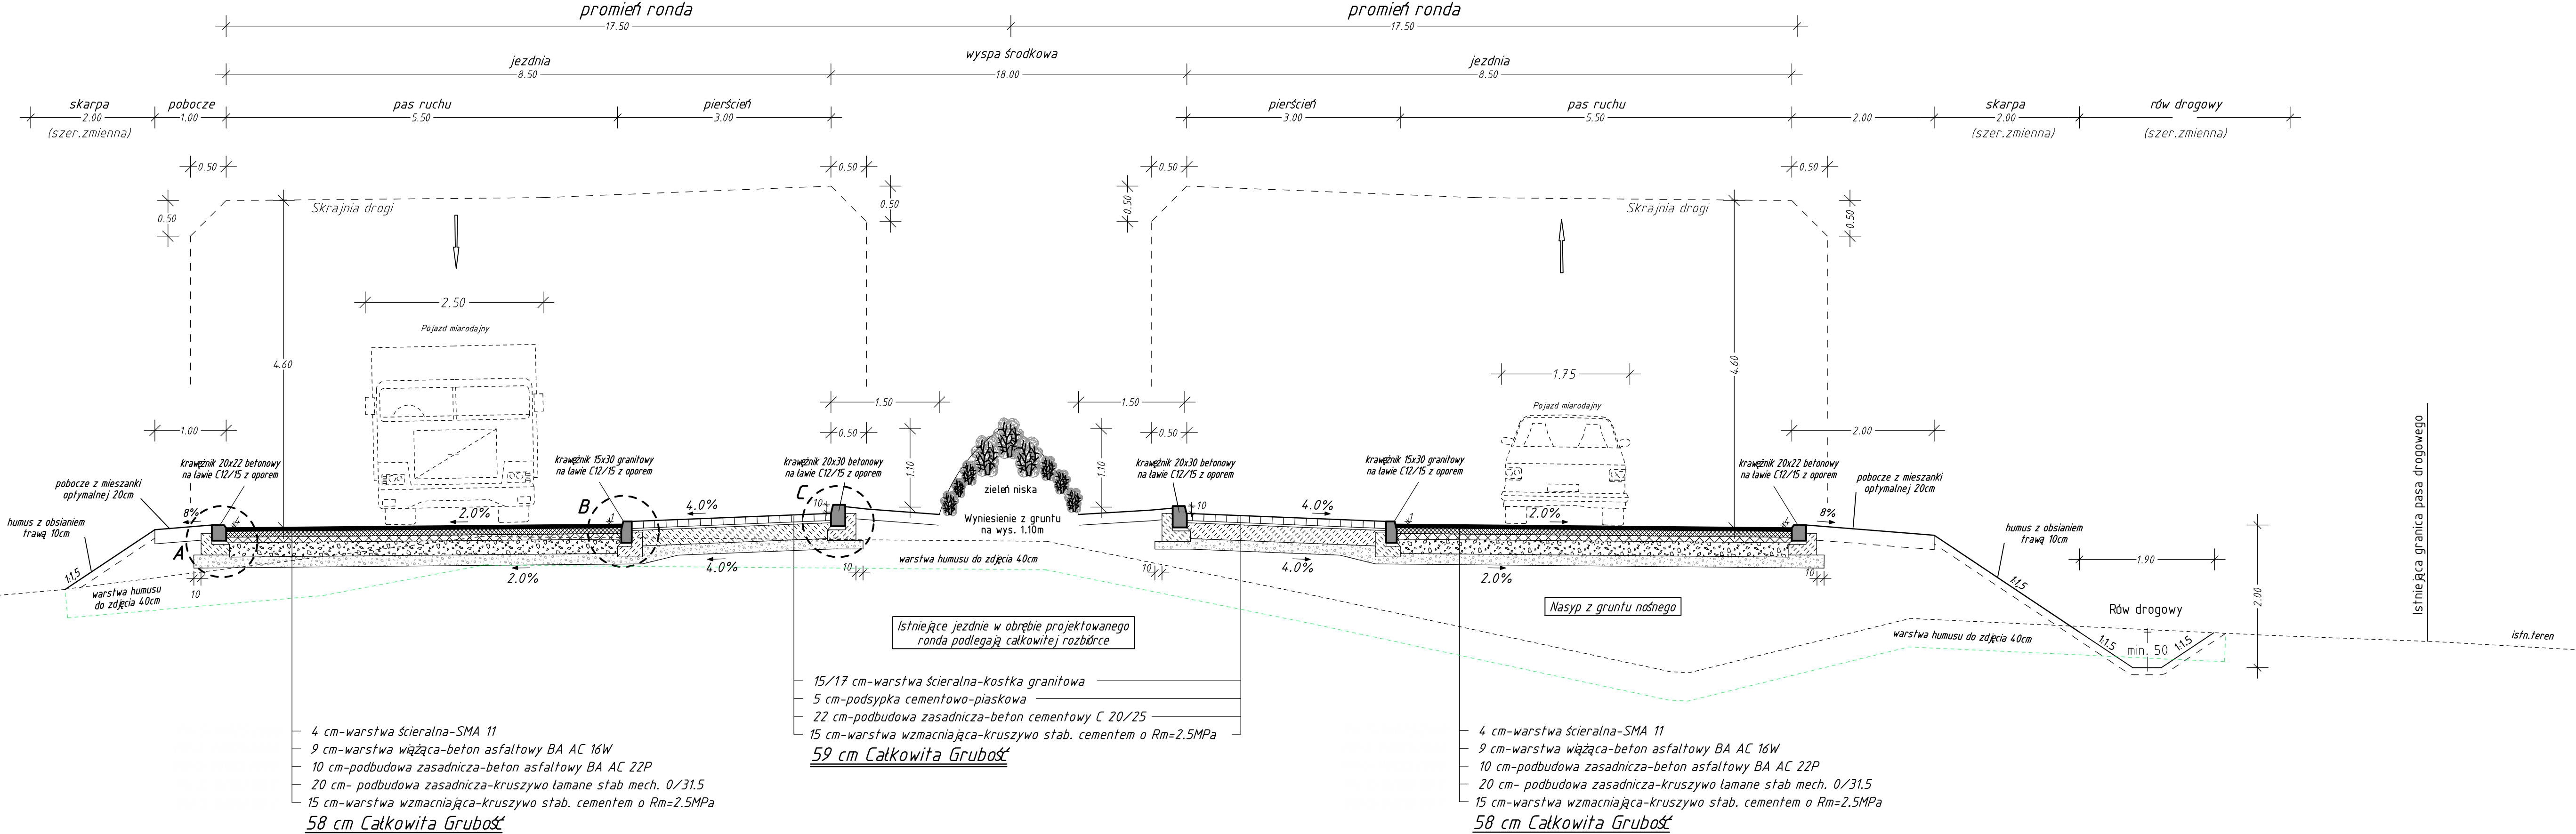 promień ronda
17.50
promień ronda
17.50
jezdnia
8.50
wyspa środkowa
18.00
jezdnia
8.50
skarpa
2.00
(szer.zmienna)
pobocze
1.00
pas ruchu
5.50
pierścień
3.00
pierścień
3.00
pas ruchu
5.50
2.00
skarpa
2.00
(szer.zmienna)
rów drogowy
(szer.zmienna)
0.50
0.50
0.50
0.50
0.50
0.50
0.50
0.50
Skrajnia drogi
Skrajnia drogi
2.50
Pojazd miarodajny
4.60
1.75
Pojazd miarodajny
4.60
1.00
1.50
0.50
1.10
1.50
0.50
1.10
2.00
krawężnik 20x22 betonowy
na ławie C12/15 z oporem
krawężnik 15x30 granitowy
na ławie C12/15 z oporem
krawężnik 20x30 betonowy
na ławie C12/15 z oporem
krawężnik 20x30 betonowy
na ławie C12/15 z oporem
krawężnik 15x30 granitowy
na ławie C12/15 z oporem
krawężnik 20x22 betonowy
na ławie C12/15 z oporem
pobocze z mieszanki
optymalnej 20cm
pobocze z mieszanki
optymalnej 20cm
humus z obsianiem
trawą 10cm
humus z obsianiem
trawą 10cm
8%
A
2.0%
B
1
4.0%
C
10
zieleń niska
Wyniesienie z gruntu
na wys. 1.10m
10
4.0%
1
2.0%
8%
1:1.5
warstwa humusu
do zdjęcia 40cm
10
2.0%
4.0%
10
warstwa humusu do zdjęcia 40cm
10
4.0%
2.0%
10
1:1.5
1.90
Rów drogowy
1:1.5
min. 50
1:1.5
2.00
Istniejąca granica pasa drogowego
istn.teren
warstwa humusu do zdjęcia 40cm
Nasyp z gruntu nośnego
Istniejące jezdnie w obrębie projektowanego
ronda podlegają całkowitej rozbiórce
15/17 cm-warstwa ścieralna-kostka granitowa
5 cm-podsypka cementowo-piaskowa
22 cm-podbudowa zasadnicza-beton cementowy C 20/25
15 cm-warstwa wzmacniająca-kruszywo stab. cementem o Rm=2.5MPa
59 cm Całkowita Grubość
4 cm-warstwa ścieralna-SMA 11
9 cm-warstwa wiążąca-beton asfaltowy BA AC 16W
10 cm-podbudowa zasadnicza-beton asfaltowy BA AC 22P
20 cm- podbudowa zasadnicza-kruszywo łamane stab mech. 0/31.5
15 cm-warstwa wzmacniająca-kruszywo stab. cementem o Rm=2.5MPa
58 cm Całkowita Grubość
4 cm-warstwa ścieralna-SMA 11
9 cm-warstwa wiążąca-beton asfaltowy BA AC 16W
10 cm-podbudowa zasadnicza-beton asfaltowy BA AC 22P
20 cm- podbudowa zasadnicza-kruszywo łamane stab mech. 0/31.5
15 cm-warstwa wzmacniająca-kruszywo stab. cementem o Rm=2.5MPa
58 cm Całkowita Grubość